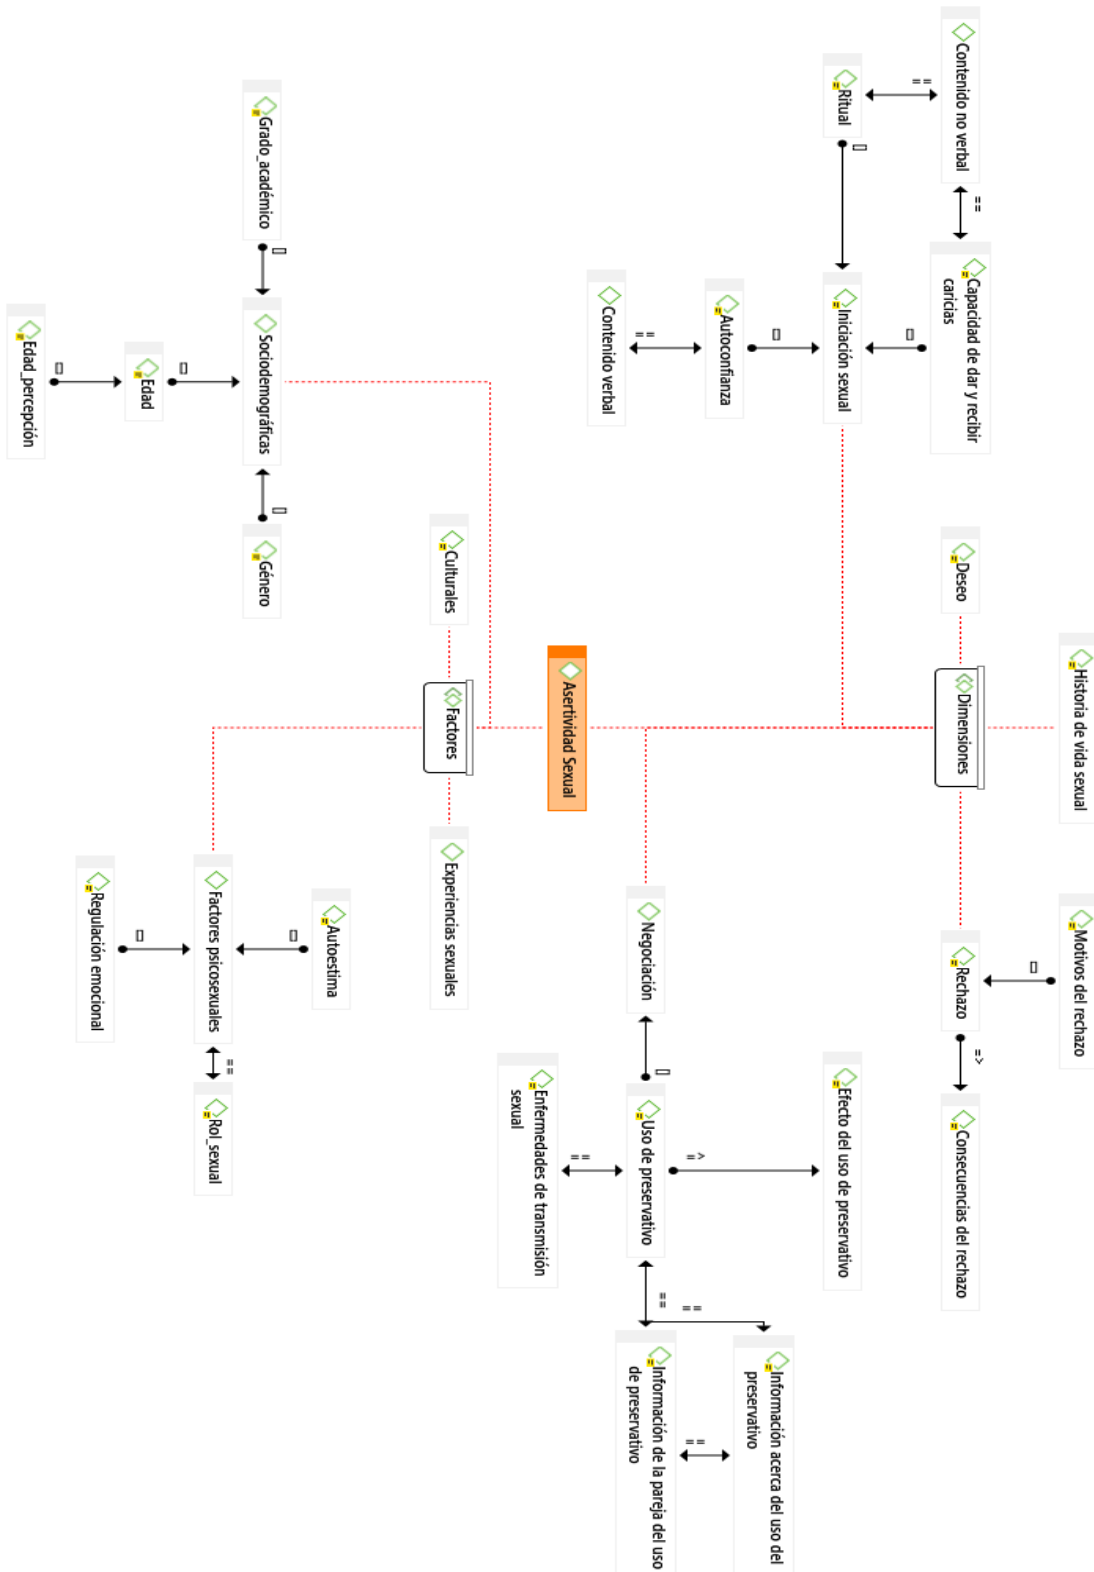 Historia de vida sexual
Motivos del rechazo
[]
Contenido no verbal
==
Capacidad de dar y recibir
caricias
Deseo
Dimensiones
Rechazo
=>
Consecuencias del rechazo
==
[]
Ritual
[]
Iniciación sexual
Efecto del uso de preservativo
[]
Información acerca del uso del
preservativo
Autoconfianza
=>
==
==
==
Negociación
[]
Uso de preservativo
==
Información de la pareja del uso
de preservativo
Contenido verbal
==
Asertividad Sexual
Enfermedades de transmisión
sexual
Culturales
Factores
Experiencias sexuales
Autoestima
[]
Grado_académico
[]
Sociodemográficas
[]
Género
Factores psicosexuales
==
Rol_sexual
[]
Edad
[]
Regulación emocional
[]
Edad_percepción